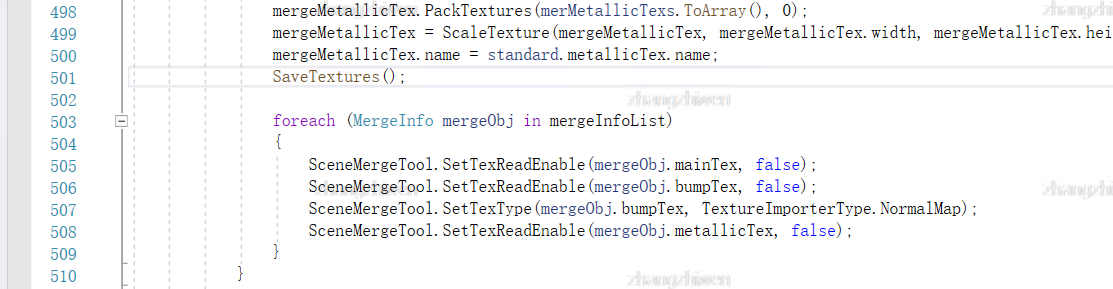 498 mergeMetallicTex.PackTextures(merMetallicTexs.ToArray(), 0);
499 mergeMetallicTex = ScaleTexture(mergeMetallicTex, mergeMetallicTex.width, mergeMetallicTex.hei
500 mergeMetallicTex.name = standard.metallicTex.name;
501 SaveTextures();
502
503 foreach (MergeInfo mergeObj in mergeInfoList)
504 {
505 SceneMergeTool.SetTexReadEnable(mergeObj.mainTex, false);
506 SceneMergeTool.SetTexReadEnable(mergeObj.bumpTex, false);
507 SceneMergeTool.SetTexType(mergeObj.bumpTex, TextureImporterType.NormalMap);
508 SceneMergeTool.SetTexReadEnable(mergeObj.metallicTex, false);
509 }
510 }